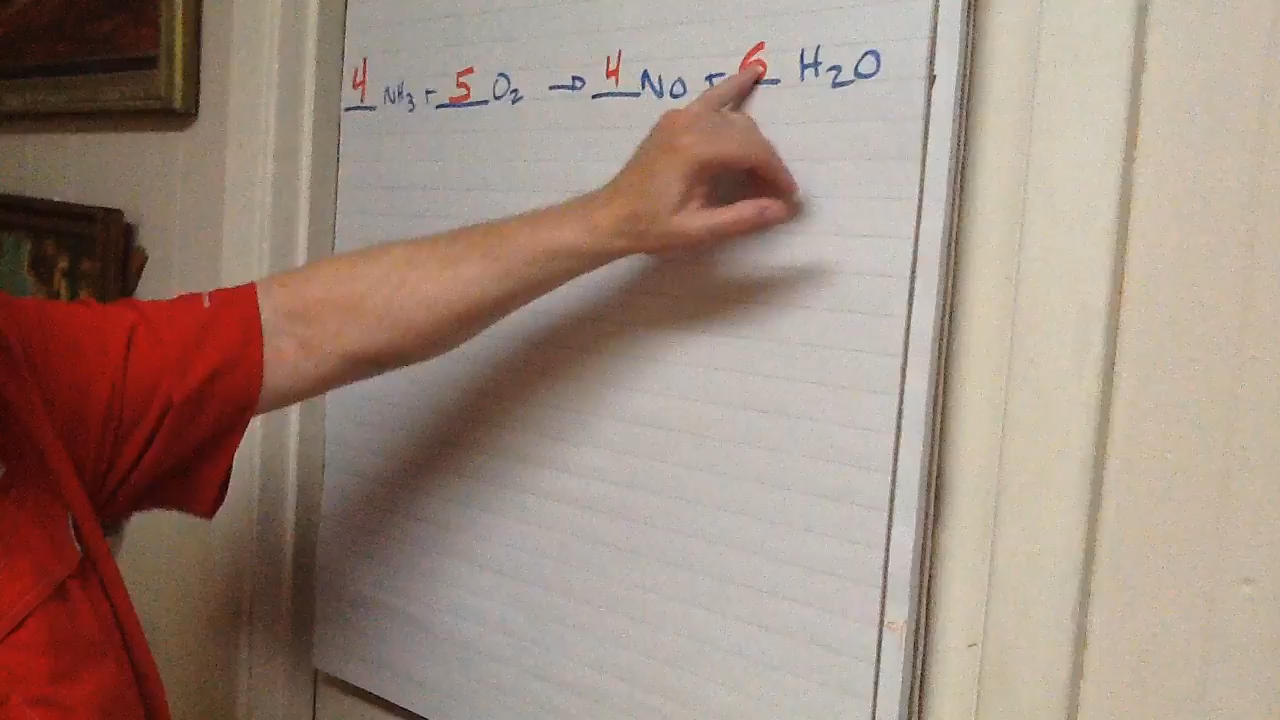 4 NH₃ + 5 O₂ → 4 No + 6 H₂O